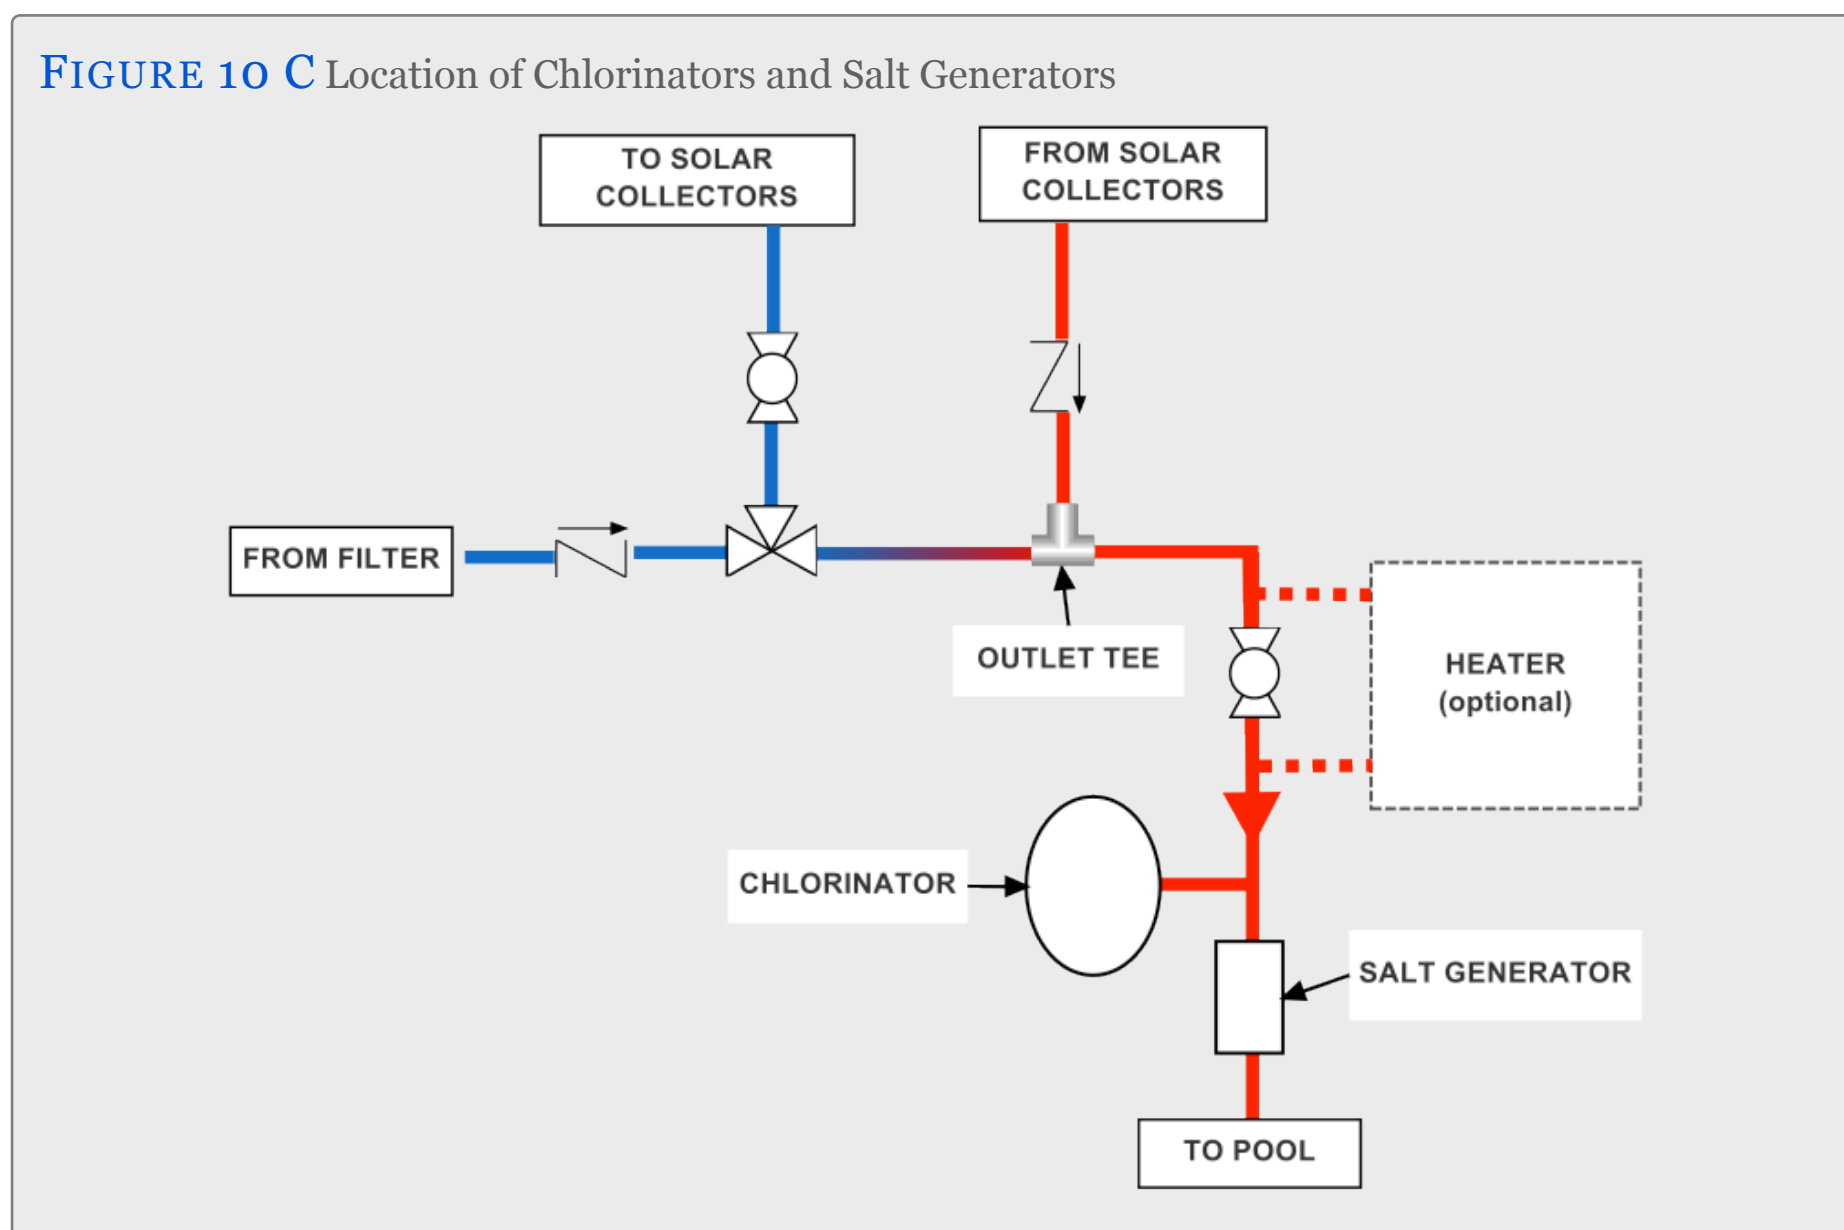 FIGURE 10 C Location of Chlorinators and Salt Generators
TO SOLAR
COLLECTORS
FROM SOLAR
COLLECTORS
FROM FILTER
OUTLET TEE
HEATER
(optional)
CHLORINATOR
SALT GENERATOR
TO POOL